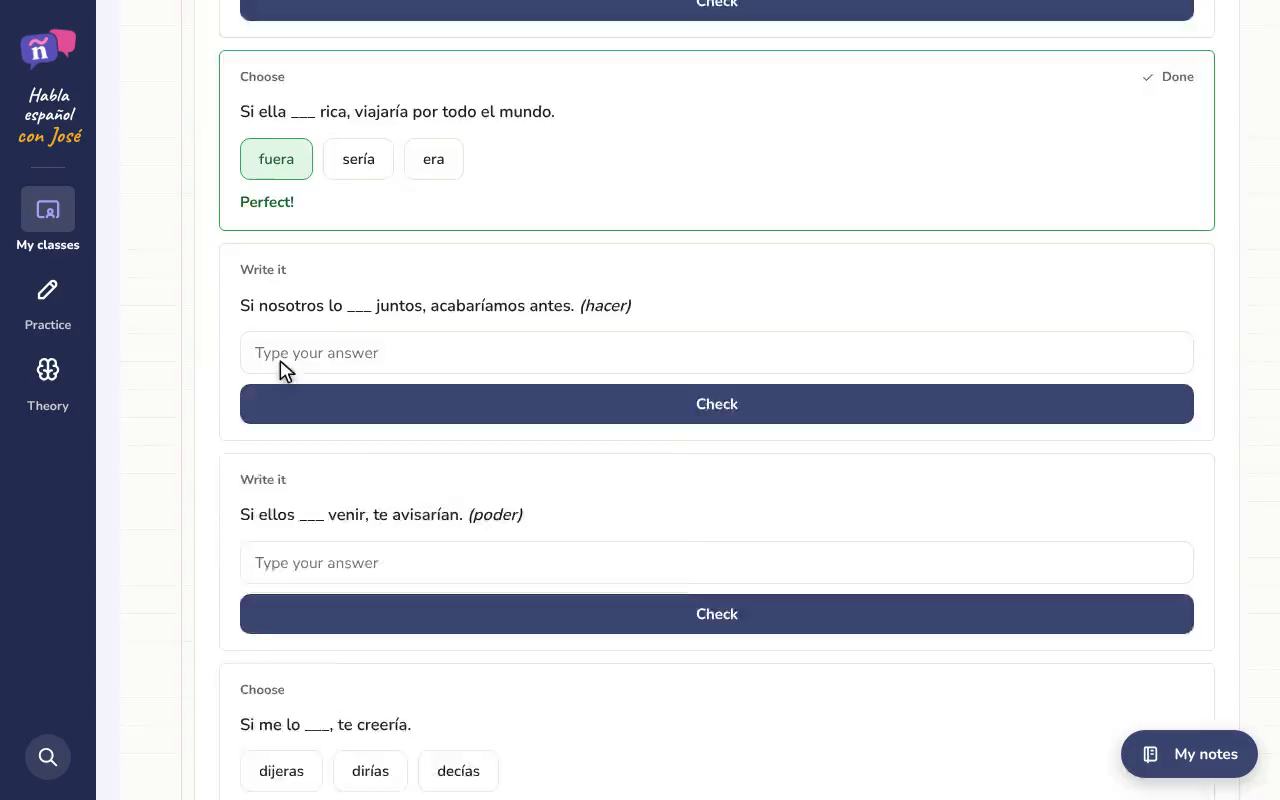 Check
Choose
Done
Si ella ___ rica, viajaría por todo el mundo.
fuera
sería
era
Perfect!
Write it
Si nosotros lo ___ juntos, acabaríamos antes. (hacer)
Type your answer
Check
Write it
Si ellos ___ venir, te avisarían. (poder)
Type your answer
Check
Choose
Si me lo ___, te creería.
dijeras
dirías
decías
ñ
Habla
español
con José
My classes
Practice
Theory
My notes